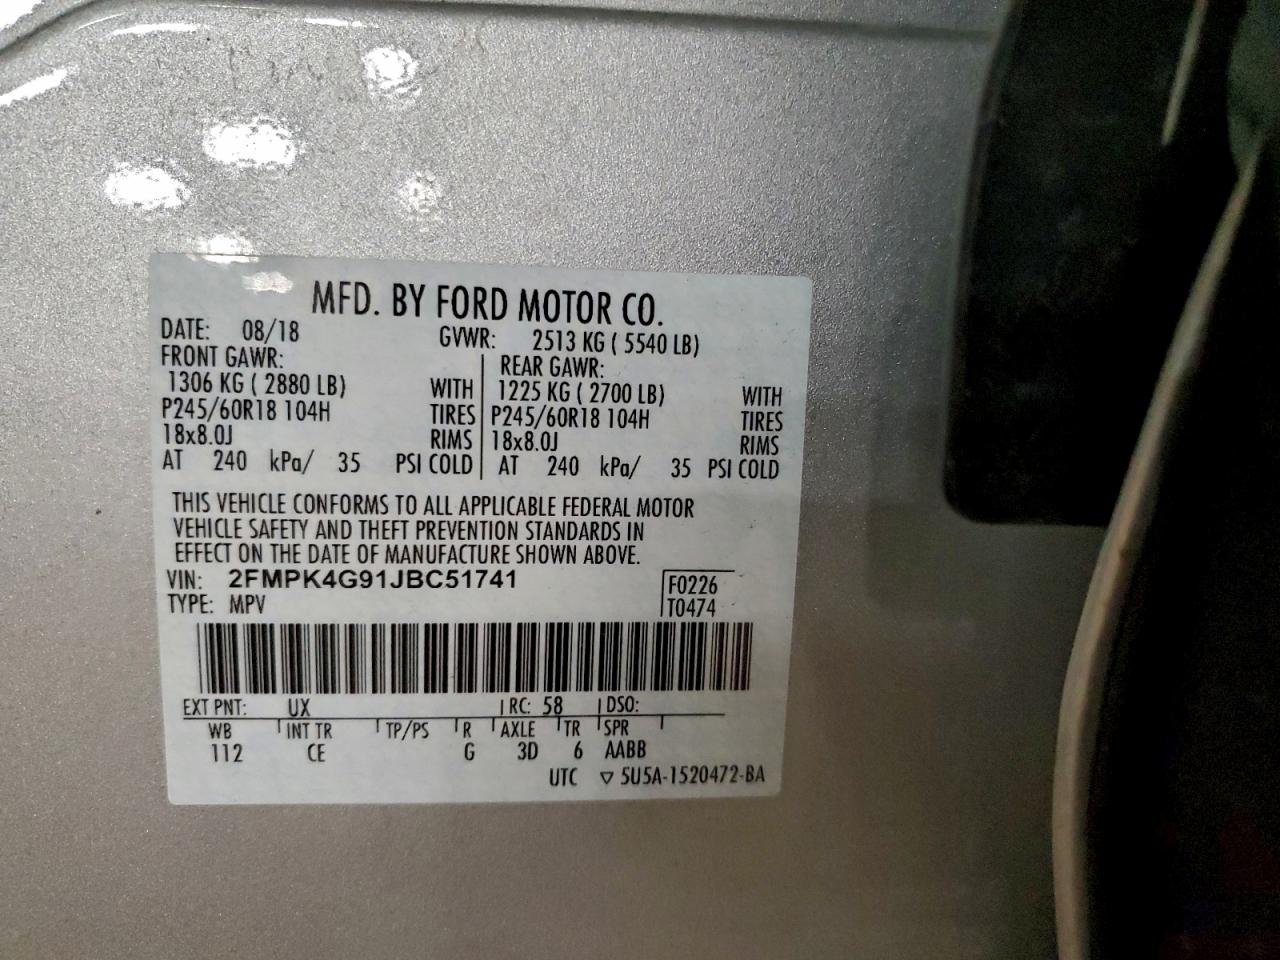 MFD. BY FORD MOTOR CO.
DATE: 08/18 GVWR: 2513 KG ( 5540 LB)
FRONT GAWR: REAR GAWR:
1306 KG ( 2880 LB) WITH 1225 KG ( 2700 LB) WITH
P245/60R18 104H TIRES P245/60R18 104H TIRES
18x8.0J RIMS 18x8.0J RIMS
AT 240 kPa/ 35 PSI COLD AT 240 kPa/ 35 PSI COLD
THIS VEHICLE CONFORMS TO ALL APPLICABLE FEDERAL MOTOR
VEHICLE SAFETY AND THEFT PREVENTION STANDARDS IN
EFFECT ON THE DATE OF MANUFACTURE SHOWN ABOVE.
VIN: 2FMPK4G91JBC51741 F0226
TYPE: MPV T0474
EXT PNT: UX RC: 58 DSO:
WB INT TR TP/PS R AXLE TR SPR
112 CE G 3D 6 AABB
UTC ▽ 5U5A-1520472-BA